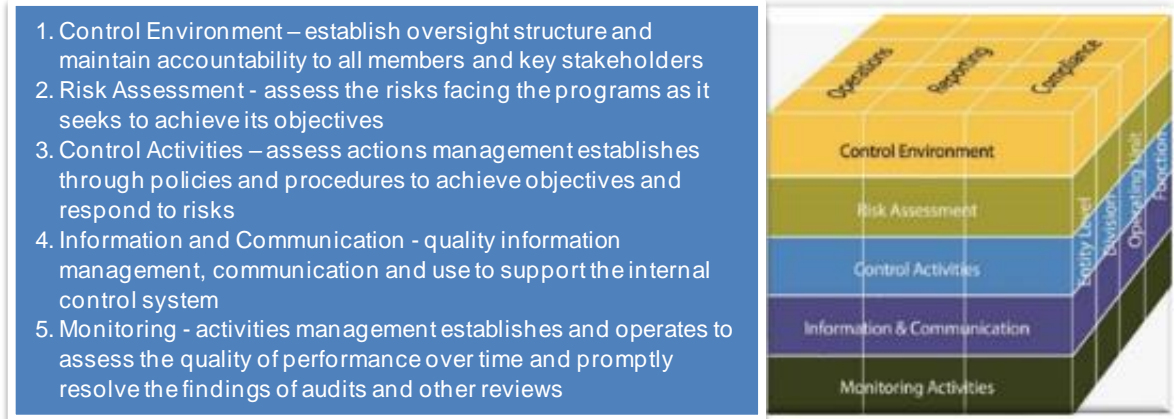 1. Control Environment – establish oversight structure and
maintain accountability to all members and key stakeholders
2. Risk Assessment - assess the risks facing the programs as it
seeks to achieve its objectives
3. Control Activities – assess actions management establishes
through policies and procedures to achieve objectives and
respond to risks
4. Information and Communication - quality information
management, communication and use to support the internal
control system
5. Monitoring - activities management establishes and operates to
assess the quality of performance over time and promptly
resolve the findings of audits and other reviews
Operations
Reporting
Compliance
Control Environment
Risk Assessment
Control Activities
Information & Communication
Monitoring Activities
Entity Level
Division
Operating Unit
Function